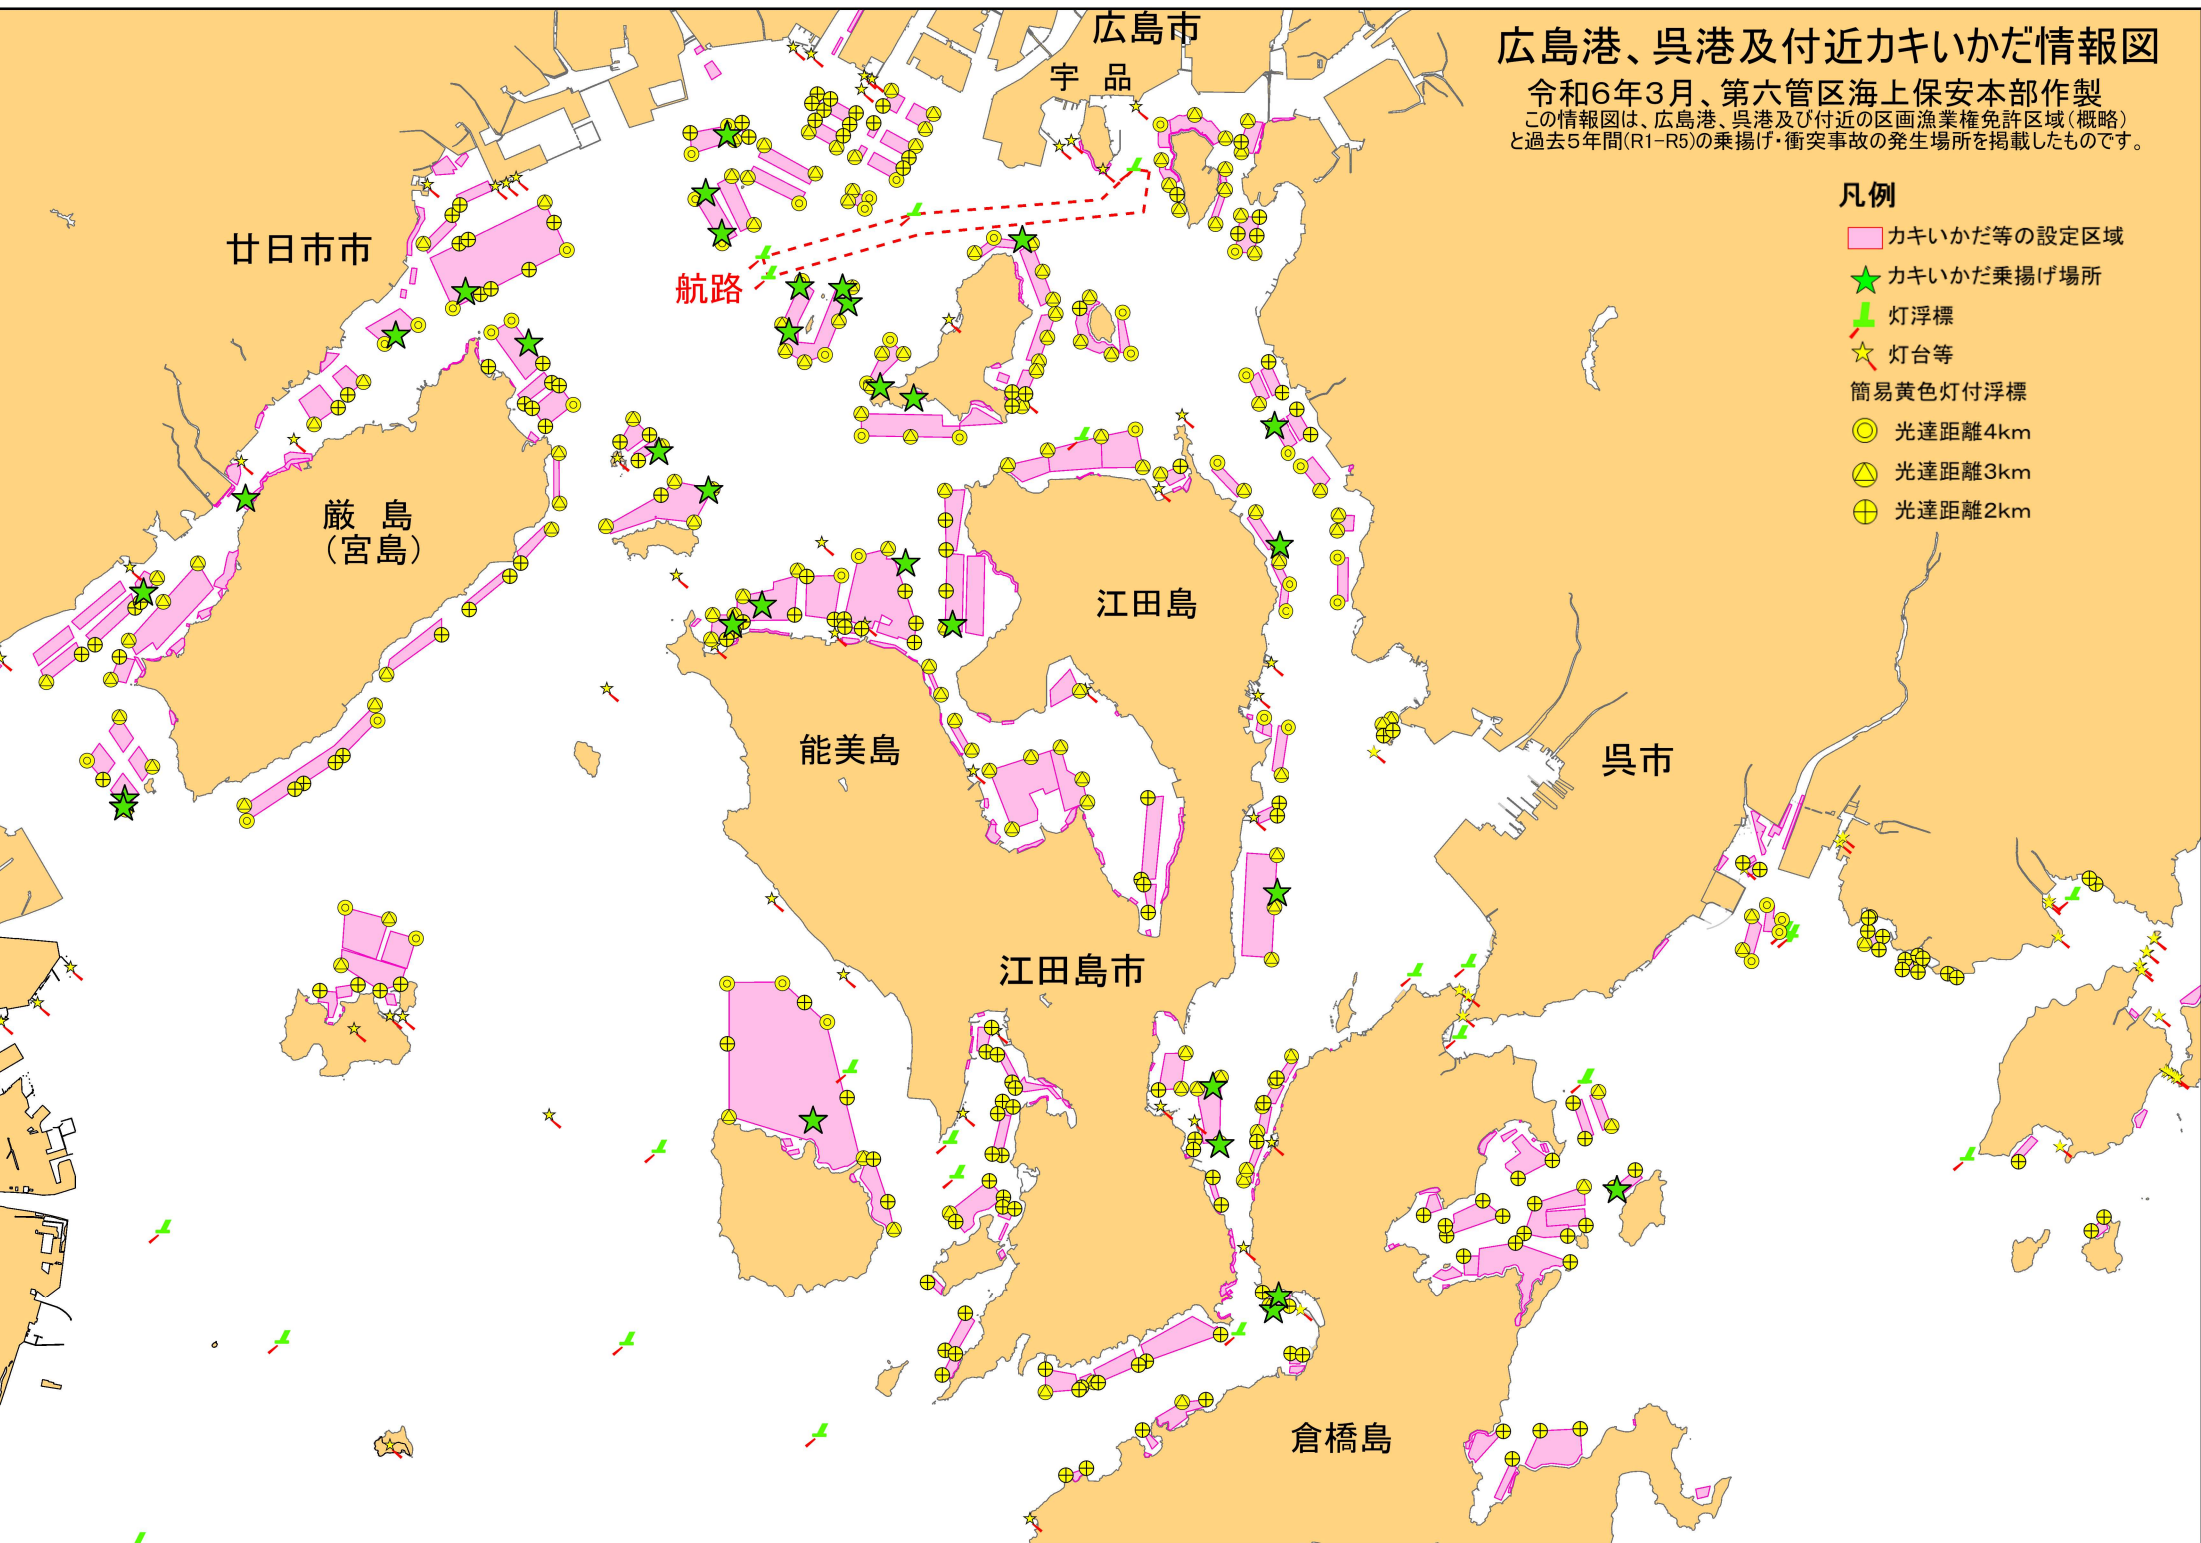 広島港、呉港及付近カキいかだ情報図
令和6年3月、第六管区海上保安本部作製
この情報図は、広島港、呉港及び付近の区画漁業権免許区域(概略)
と過去5年間(R1-R5)の乗揚げ・衝突事故の発生場所を掲載したものです。
凡例
カキいかだ等の設定区域
カキいかだ乗揚げ場所
灯浮標
灯台等
簡易黄色灯付浮標
光達距離4km
光達距離3km
光達距離2km
広島市
宇 品
廿日市市
航路
厳 島
(宮島)
江田島
能美島
呉市
江田島市
倉橋島